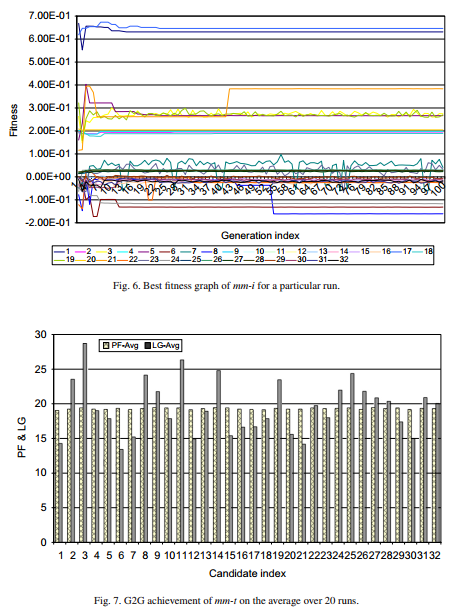 7.00E-01
6.00E-01
5.00E-01
4.00E-01
3.00E-01
2.00E-01
1.00E-01
0.00E+00
-1.00E-01
-2.00E-01
Fitness
Generation index
1 2 3 4 5 6 7 8 9 10 11 12 13 14 15 16 17 18
19 20 21 22 23 24 25 26 27 28 29 30 31 32
Fig. 6. Best fitness graph of mm-i for a particular run.
30
25
20
15
10
5
0
PF & LG
PF-Avg LG-Avg
1 2 3 4 5 6 7 8 9 10 11 12 13 14 15 16 17 18 19 20 21 22 23 24 25 26 27 28 29 30 31 32
Candidate index
Fig. 7. G2G achievement of mm-t on the average over 20 runs.